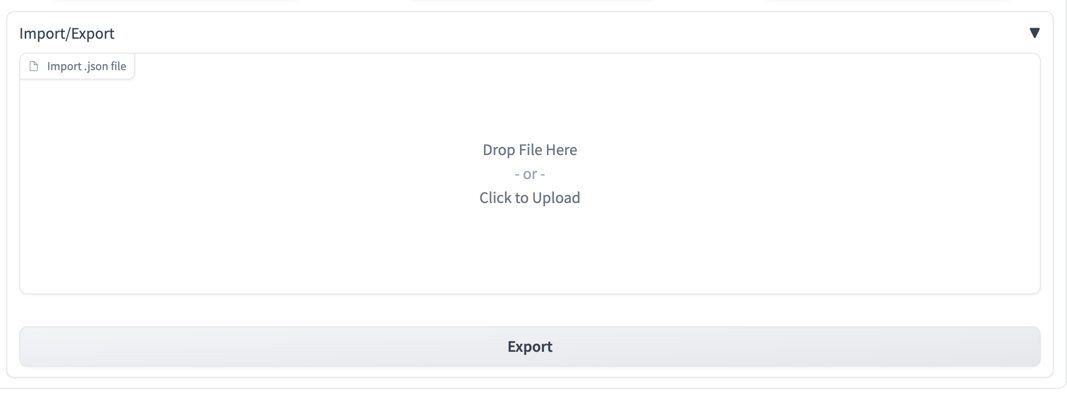 Import/Export
Import .json file
Drop File Here
- or -
Click to Upload
Export